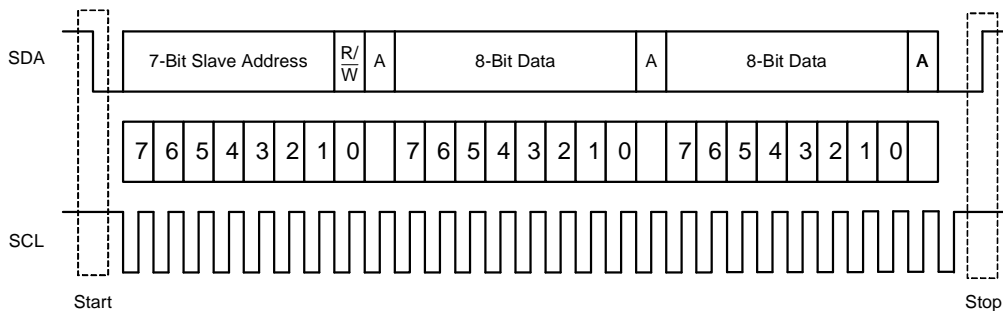 SDA
7-Bit Slave Address
R/
W
A
8-Bit Data
A
8-Bit Data
A
7 6 5 4 3 2 1 0 7 6 5 4 3 2 1 0 7 6 5 4 3 2 1 0
SCL
Start
Stop